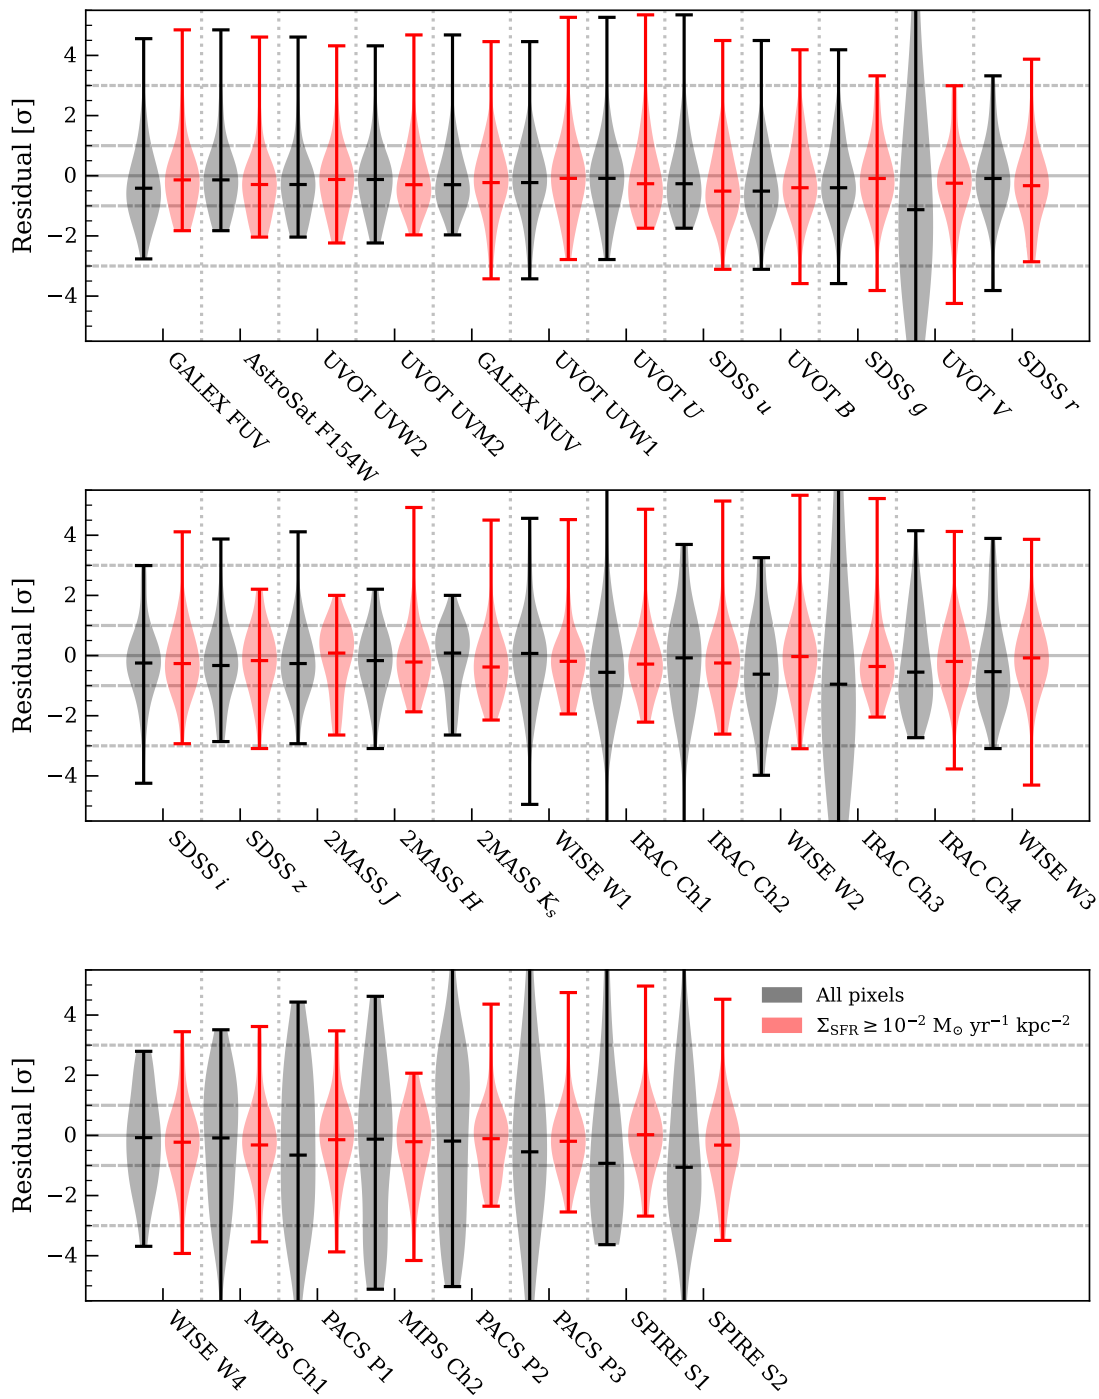 Residual [σ]
4
2
0
−2
−4
GALEX FUV
AstroSat F154W
UVOT UVW2
UVOT UVM2
GALEX NUV
UVOT UVW1
UVOT U
SDSS u
UVOT B
SDSS g
UVOT V
SDSS r
Residual [σ]
4
2
0
−2
−4
SDSS i
SDSS z
2MASS J
2MASS H
2MASS Kₛ
WISE W1
IRAC Ch1
IRAC Ch2
WISE W2
IRAC Ch3
IRAC Ch4
WISE W3
Residual [σ]
4
2
0
−2
−4
All pixels
Σ_SFR ≥ 10⁻² M⊙ yr⁻¹ kpc⁻²
WISE W4
MIPS Ch1
PACS P1
MIPS Ch2
PACS P2
PACS P3
SPIRE S1
SPIRE S2